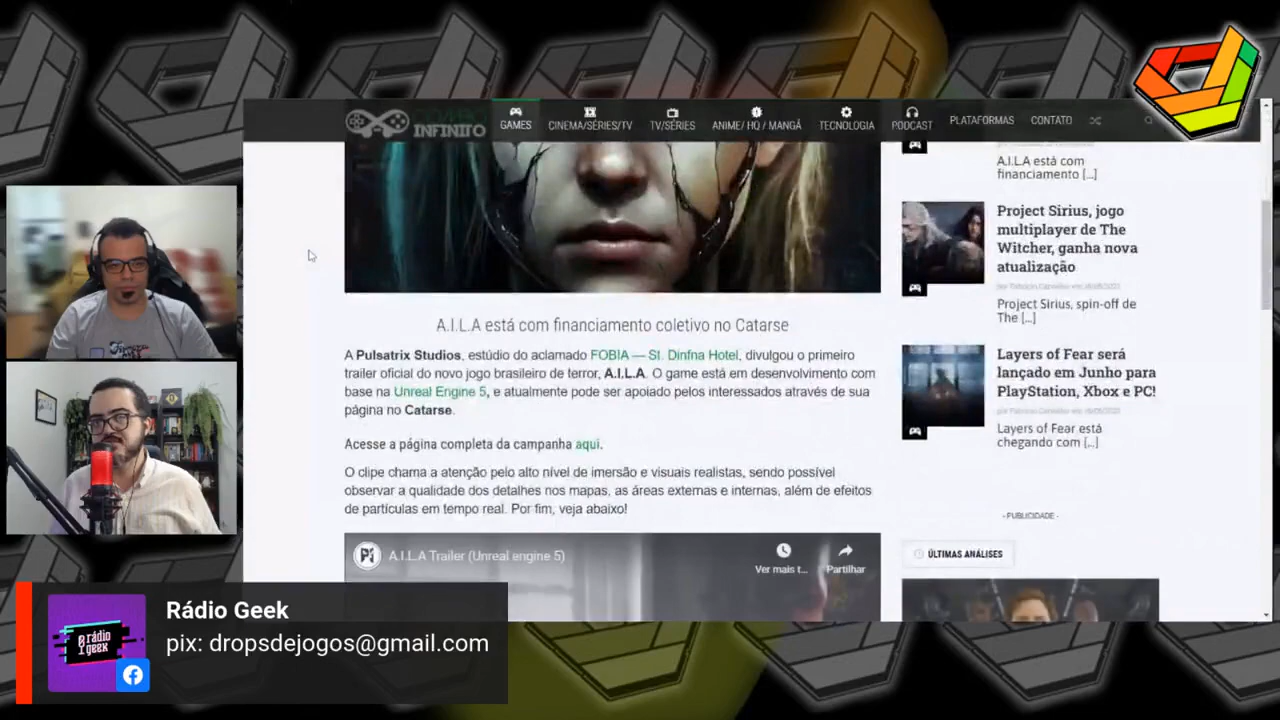 INFINITO
GAMES
CINEMA/SÉRIES/TV
TV/SÉRIES
ANIME/ HQ / MANGÁ
TECNOLOGIA
PODCAST
PLATAFORMAS
CONTATO
A.I.L.A está com financiamento coletivo no Catarse
A Pulsatrix Studios, estúdio do aclamado FOBIA — St. Dinfna Hotel, divulgou o primeiro
trailer oficial do novo jogo brasileiro de terror, A.I.L.A. O game está em desenvolvimento com
base na Unreal Engine 5, e atualmente pode ser apoiado pelos interessados através de sua
página no Catarse.
Acesse a página completa da campanha aqui.
O clipe chama a atenção pelo alto nível de imersão e visuais realistas, sendo possível
observar a qualidade dos detalhes nos mapas, as áreas externas e internas, além de efeitos
de partículas em tempo real. Por fim, veja abaixo!
A.I.L.A Trailer (Unreal engine 5)
Ver mais t...
Partilhar
A.I.L.A está com
financiamento [...]
Project Sirius, jogo
multiplayer de The
Witcher, ganha nova
atualização
Project Sirius, spin-off de
The [...]
Layers of Fear será
lançado em Junho para
PlayStation, Xbox e PC!
Layers of Fear está
chegando com [...]
- PUBLICIDADE -
ÚLTIMAS ANÁLISES
rádio
geek
Rádio Geek
pix: dropsdejogos@gmail.com